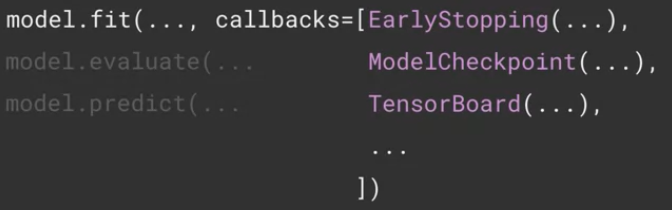 model.fit(..., callbacks=[EarlyStopping(...),
model.evaluate(... ModelCheckpoint(...),
model.predict(... TensorBoard(...),
...
])